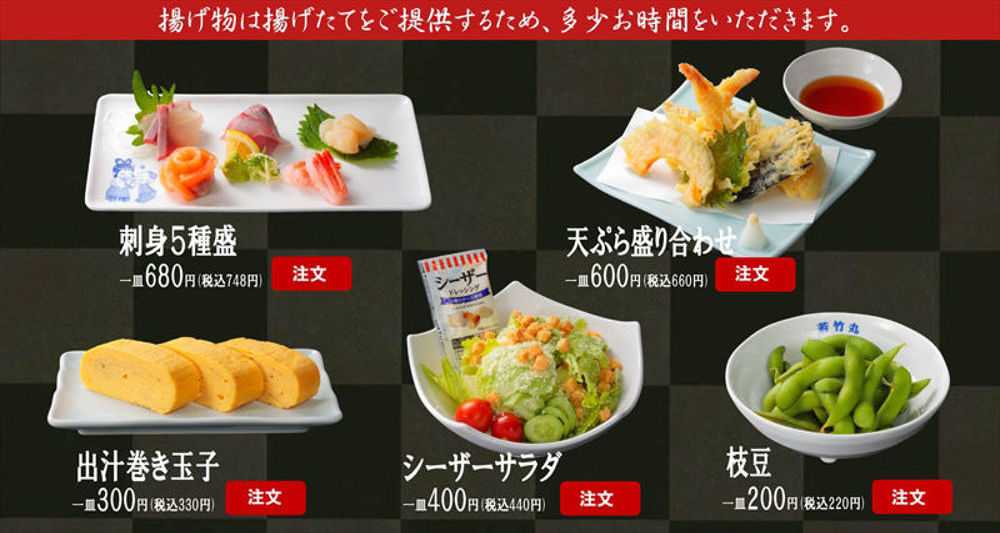 揚げ物は揚げたてをご提供するため、多少お時間をいただきます。
刺身5種盛
一皿680円(税込748円)
注文
天ぷら盛り合わせ
一皿600円(税込660円)
注文
シーザー
ドレッシング
若竹丸
出汁巻き玉子
一皿300円(税込330円)
注文
シーザーサラダ
一皿400円(税込440円)
注文
枝豆
一皿200円(税込220円)
注文